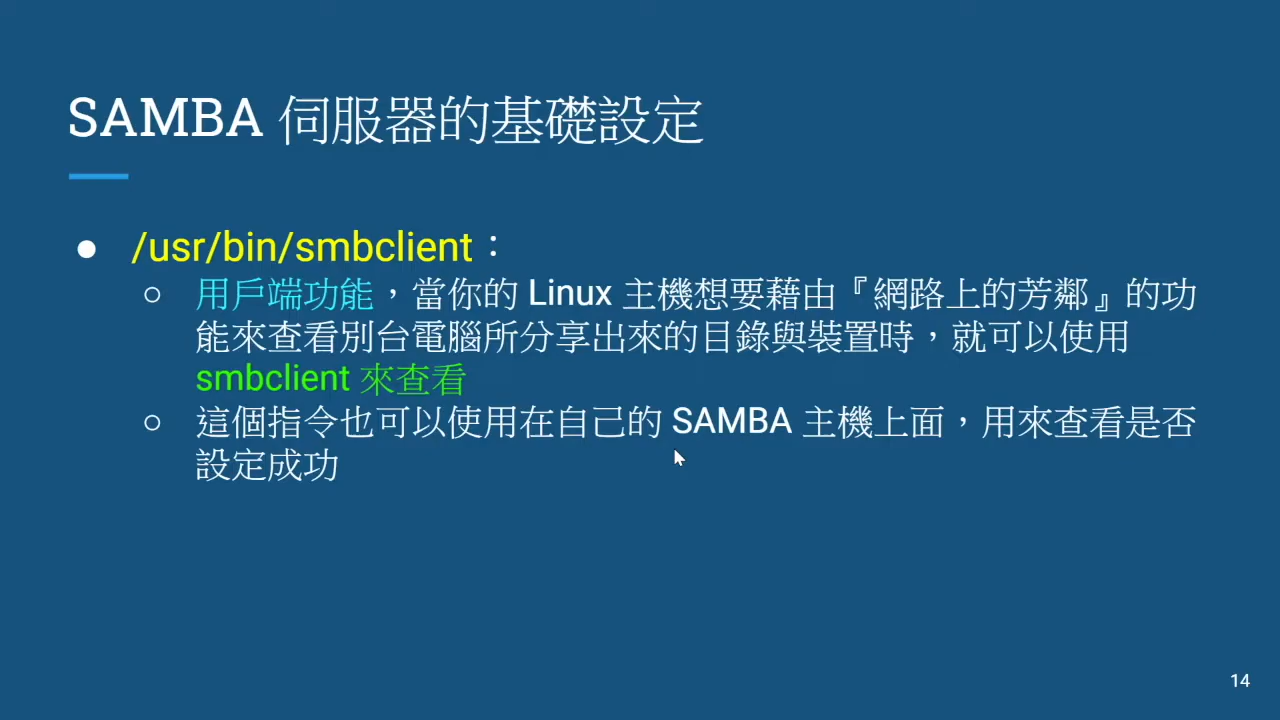 SAMBA 伺服器的基礎設定
● /usr/bin/smbclient：
○ 用戶端功能，當你的 Linux 主機想要藉由『網路上的芳鄰』的功
能來查看別台電腦所分享出來的目錄與裝置時，就可以使用
smbclient 來查看
○ 這個指令也可以使用在自己的 SAMBA 主機上面，用來查看是否
設定成功
14